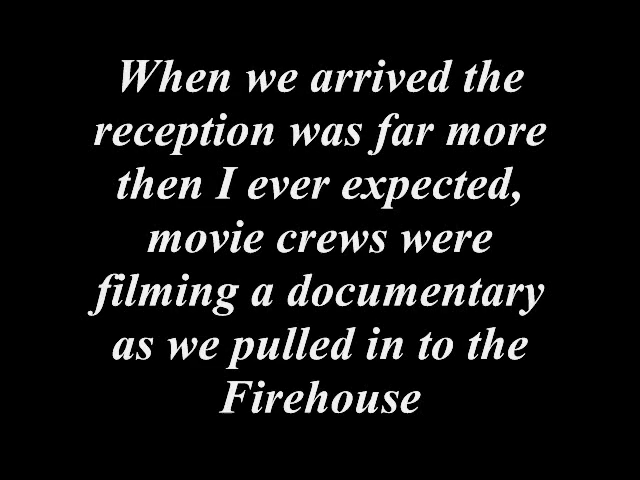 When we arrived the
reception was far more
then I ever expected,
movie crews were
filming a documentary
as we pulled in to the
Firehouse